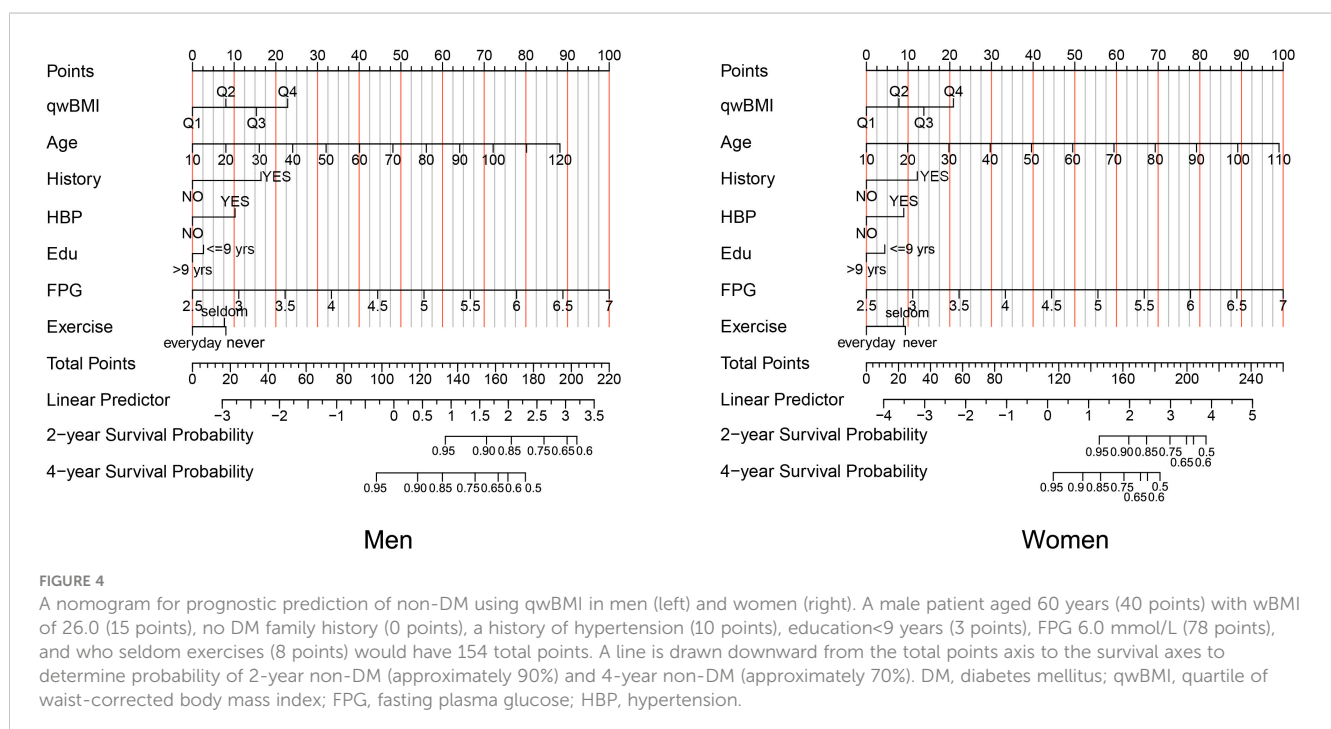 Points 0 10 20 30 40 50 60 70 80 90 100
Q2 Q4
qwBMI
Q1 Q3
Age
10 20 30 40 50 60 70 80 90 100 120
History YES
NO YES
HBP
NO
Edu <=9 yrs
>9 yrs
FPG
2.5 3 3.5 4 4.5 5 5.5 6 6.5 7
seldom
Exercise
everyday never
Total Points
0 20 40 60 80 100 120 140 160 180 200 220
Linear Predictor
−3 −2 −1 0 0.5 1 1.5 2 2.5 3 3.5
2−year Survival Probability
0.95 0.90 0.85 0.75 0.65 0.6
4−year Survival Probability
0.95 0.90 0.85 0.75 0.65 0.6 0.5
Men
Points 0 10 20 30 40 50 60 70 80 90 100
Q2 Q4
qwBMI
Q1 Q3
Age
10 20 30 40 50 60 70 80 90 100 110
History YES
NO YES
HBP
NO
Edu <=9 yrs
>9 yrs
FPG
2.5 3 3.5 4 4.5 5 5.5 6 6.5 7
seldom
Exercise
everyday never
Total Points
0 20 40 60 80 100 120 140 160 180 200 240
Linear Predictor
−4 −3 −2 −1 0 1 2 3 4 5
2−year Survival Probability
0.95 0.90 0.85 0.75 0.5
0.65 0.6
4−year Survival Probability
0.95 0.9 0.85 0.75 0.5
0.65 0.6
Women
FIGURE 4
A nomogram for prognostic prediction of non-DM using qwBMI in men (left) and women (right). A male patient aged 60 years (40 points) with wBMI
of 26.0 (15 points), no DM family history (0 points), a history of hypertension (10 points), education<9 years (3 points), FPG 6.0 mmol/L (78 points),
and who seldom exercises (8 points) would have 154 total points. A line is drawn downward from the total points axis to the survival axes to
determine probability of 2-year non-DM (approximately 90%) and 4-year non-DM (approximately 70%). DM, diabetes mellitus; qwBMI, quartile of
waist-corrected body mass index; FPG, fasting plasma glucose; HBP, hypertension.